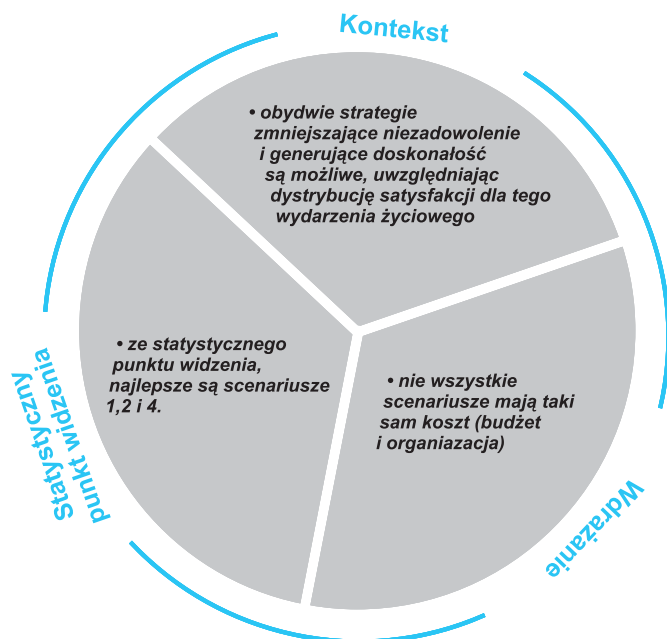 Kontekst
• obydwie strategie
zmniejszające niezadowolenie
i generujące doskonałość
są możliwe, uwzględniając
dystrybucję satysfakcji dla tego
wydarzenia życiowego
Statystyczny
punkt widzenia
• ze statystycznego
punktu widzenia,
najlepsze są scenariusze
1,2 i 4.
• nie wszystkie
scenariusze mają taki
sam koszt (budżet
i organiazacja)
Wdrażanie